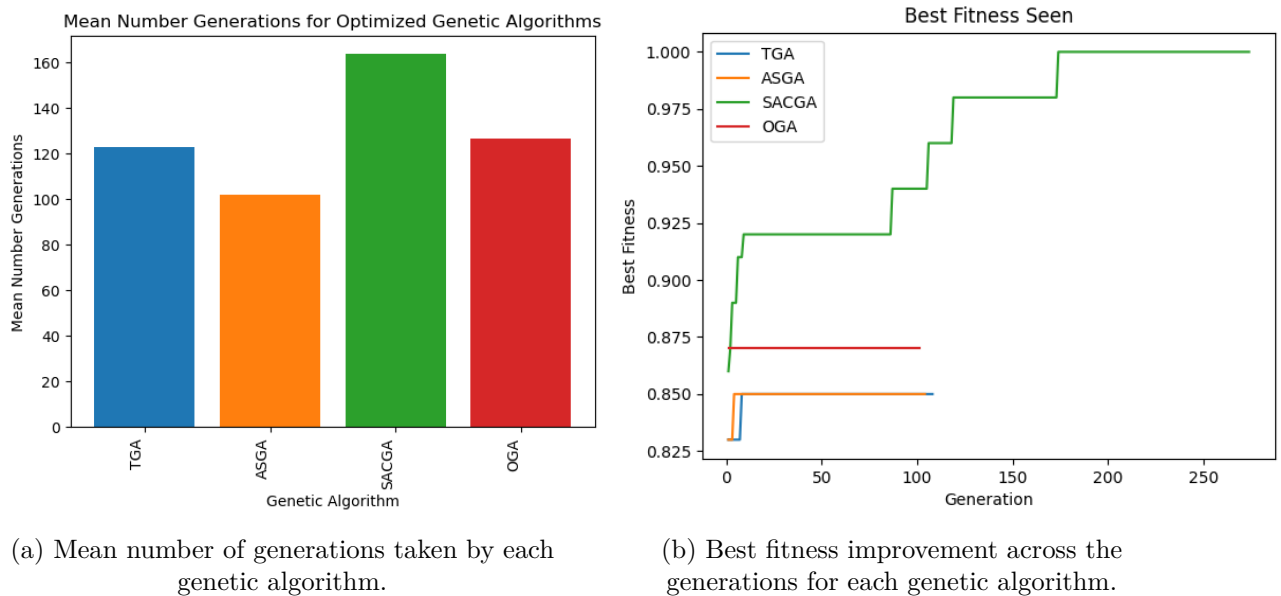 Mean Number Generations for Optimized Genetic Algorithms
Mean Number Generations
160
140
120
100
80
60
40
20
0
TGA
ASGA
SACGA
OGA
Genetic Algorithm
(a) Mean number of generations taken by each
genetic algorithm.
Best Fitness Seen
Best Fitness
1.000
0.975
0.950
0.925
0.900
0.875
0.850
0.825
TGA
ASGA
SACGA
OGA
0
50
100
150
200
250
Generation
(b) Best fitness improvement across the
generations for each genetic algorithm.